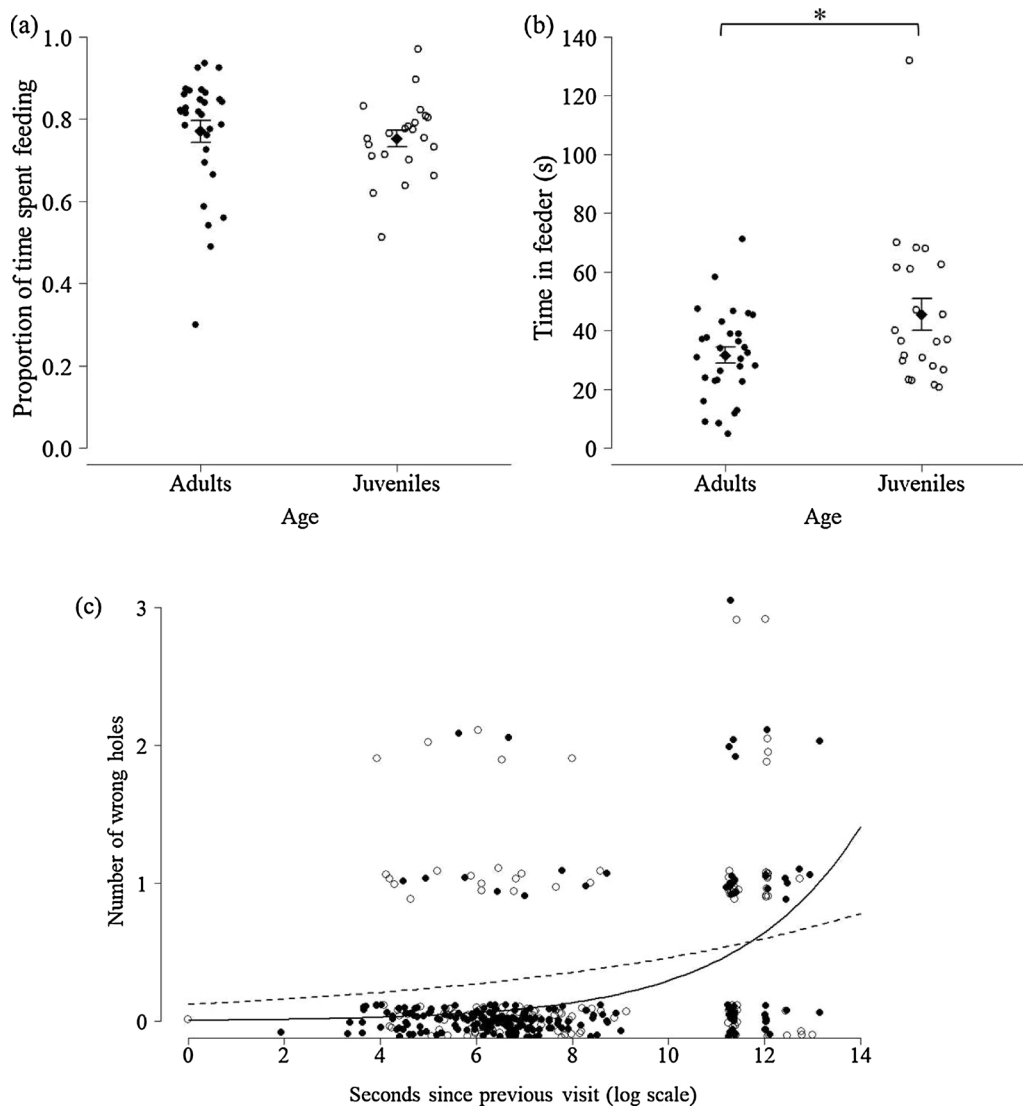 (a)
Proportion of time spent feeding
1.0
0.8
0.6
0.4
0.2
0.0
Adults Juveniles
Age
(b)
*
Time in feeder (s)
140
120
100
80
60
40
20
0
Adults Juveniles
Age
(c)
Number of wrong holes
3
2
1
0
0 2 4 6 8 10 12 14
Seconds since previous visit (log scale)